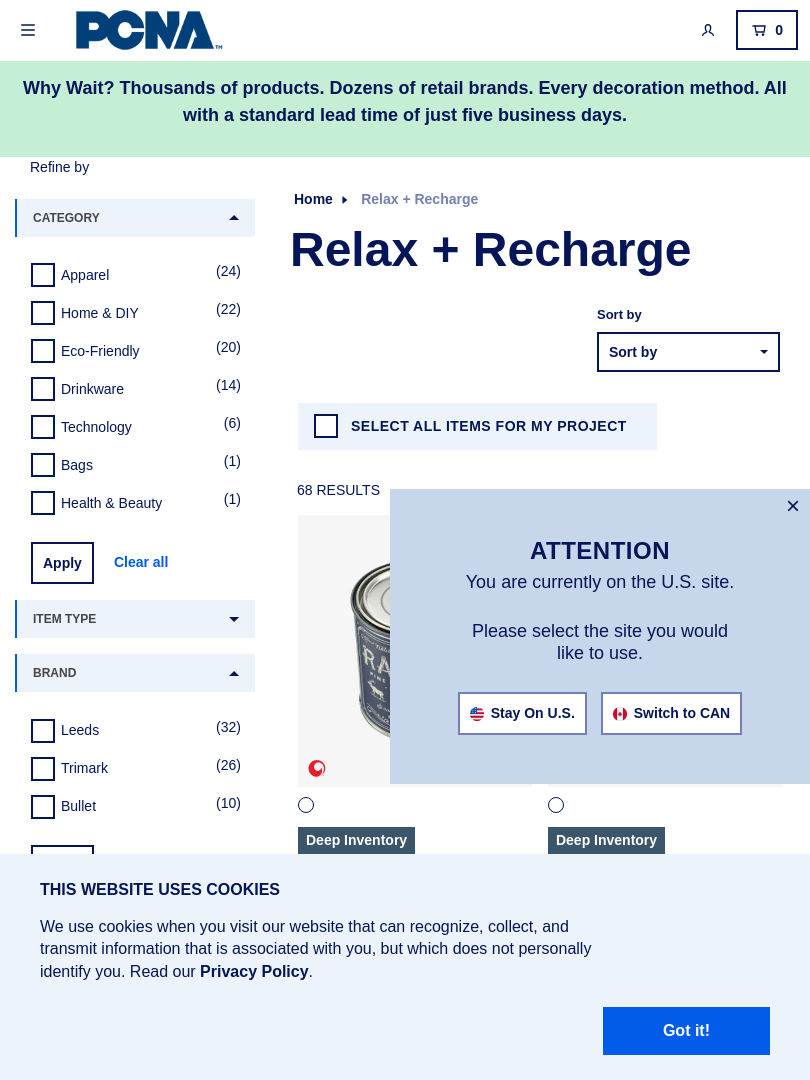 PCNA™
0
Why Wait? Thousands of products. Dozens of retail brands. Every decoration method. All
with a standard lead time of just five business days.
Refine by
CATEGORY
Apparel (24)
Home & DIY (22)
Eco-Friendly (20)
Drinkware (14)
Technology (6)
Bags (1)
Health & Beauty (1)
Apply Clear all
ITEM TYPE
BRAND
Leeds (32)
Trimark (26)
Bullet (10)
Home Relax + Recharge
Relax + Recharge
Sort by
Sort by
SELECT ALL ITEMS FOR MY PROJECT
68 RESULTS
ATTENTION
You are currently on the U.S. site.
Please select the site you would
like to use.
Stay On U.S. Switch to CAN
Deep Inventory Deep Inventory
THIS WEBSITE USES COOKIES
We use cookies when you visit our website that can recognize, collect, and
transmit information that is associated with you, but which does not personally
identify you. Read our Privacy Policy.
Got it!